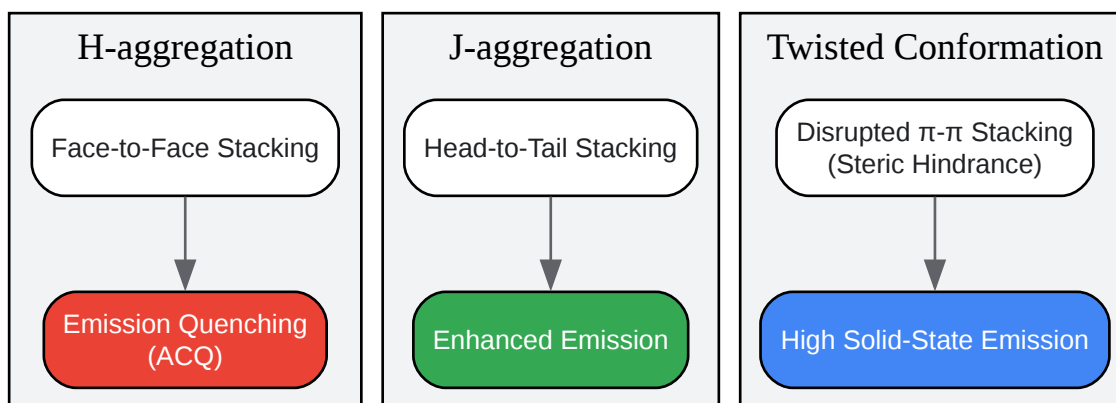 H-aggregation
Face-to-Face Stacking
Emission Quenching
(ACQ)
J-aggregation
Head-to-Tail Stacking
Enhanced Emission
Twisted Conformation
Disrupted π-π Stacking
(Steric Hindrance)
High Solid-State Emission